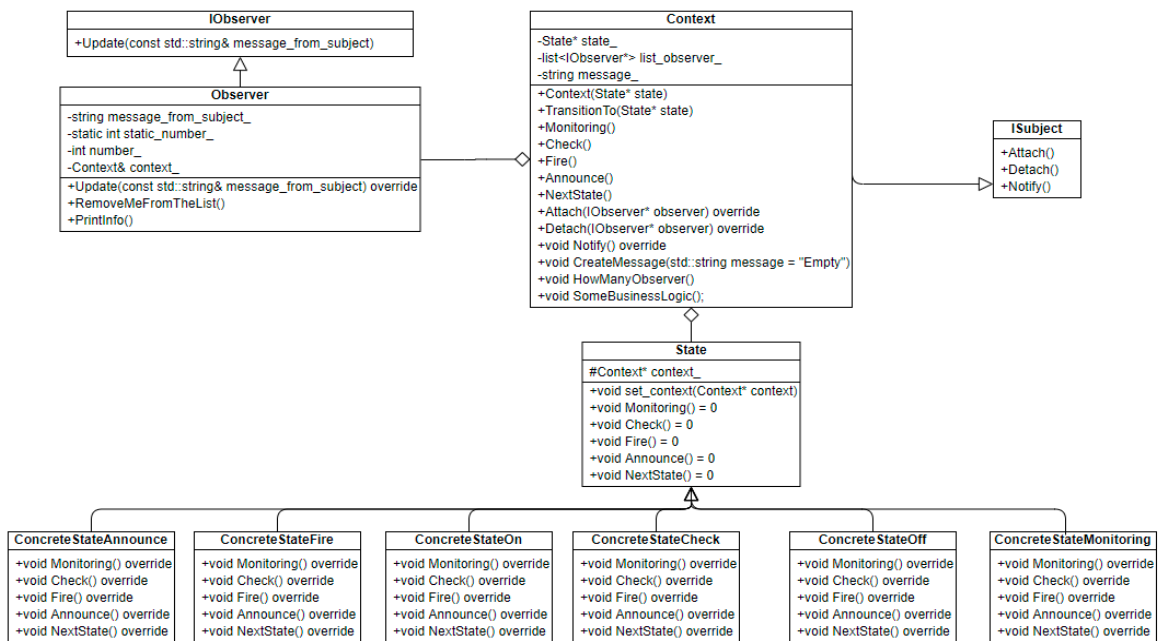 IObserver
+Update(const std::string& message_from_subject)
Observer
-string message_from_subject_
-static int static_number_
-int number_
-Context& context_
+Update(const std::string& message_from_subject) override
+RemoveMeFromTheList()
+PrintInfo()
Context
-State* state_
-list<IObserver*> list_observer_
-string message_
+Context(State* state)
+TransitionTo(State* state)
+Monitoring()
+Check()
+Fire()
+Announce()
+NextState()
+Attach(IObserver* observer) override
+Detach(IObserver* observer) override
+void Notify() override
+void CreateMessage(std::string message = "Empty")
+void HowManyObserver()
+void SomeBusinessLogic();
ISubject
+Attach()
+Detach()
+Notify()
State
#Context* context_
+void set_context(Context* context)
+void Monitoring() = 0
+void Check() = 0
+void Fire() = 0
+void Announce() = 0
+void NextState() = 0
ConcreteStateAnnounce
+void Monitoring() override
+void Check() override
+void Fire() override
+void Announce() override
+void NextState() override
ConcreteStateFire
+void Monitoring() override
+void Check() override
+void Fire() override
+void Announce() override
+void NextState() override
ConcreteStateOn
+void Monitoring() override
+void Check() override
+void Fire() override
+void Announce() override
+void NextState() override
ConcreteStateCheck
+void Monitoring() override
+void Check() override
+void Fire() override
+void Announce() override
+void NextState() override
ConcreteStateOff
+void Monitoring() override
+void Check() override
+void Fire() override
+void Announce() override
+void NextState() override
ConcreteStateMonitoring
+void Monitoring() override
+void Check() override
+void Fire() override
+void Announce() override
+void NextState() override